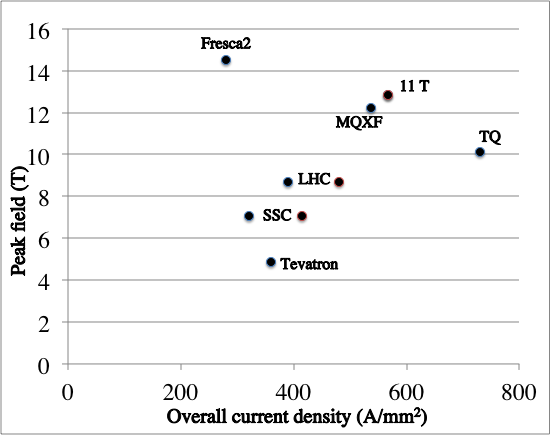 16
Fresca2
14
11 T
12
MQXF
TQ
10
LHC
8
SSC
6
Tevatron
4
2
0
Peak field (T)
0 200 400 600 800
Overall current density (A/mm²)